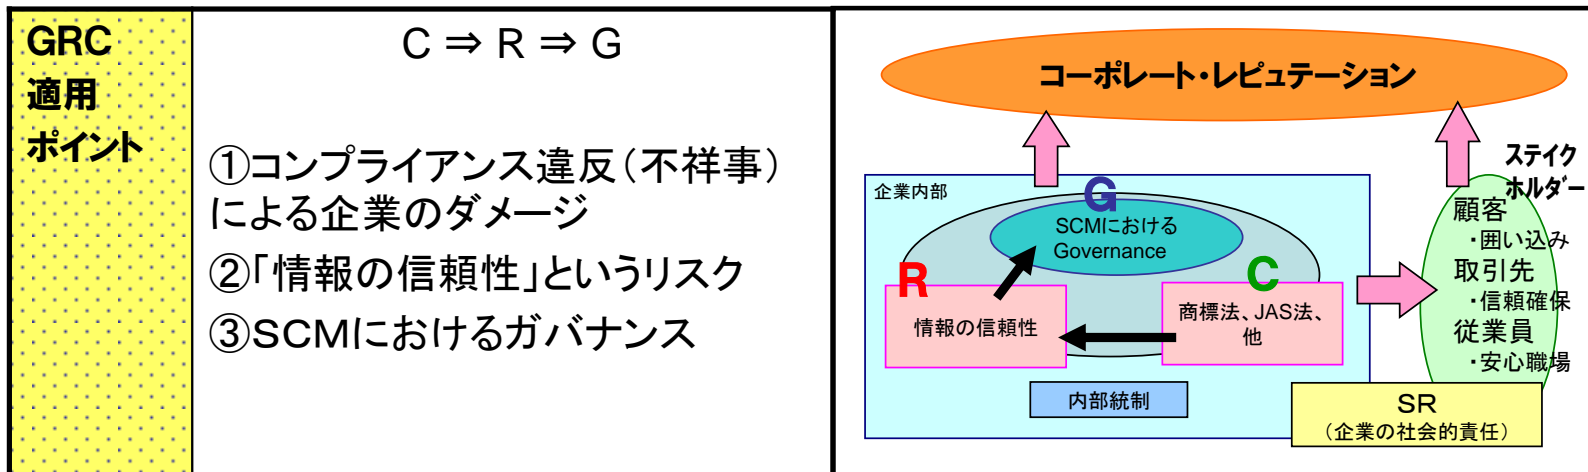 GRC
適用
ポイント
C ⇒ R ⇒ G
①コンプライアンス違反（不祥事）
による企業のダメージ
②「情報の信頼性」というリスク
③SCMにおけるガバナンス
コーポレート・レピュテーション
企業内部
G
SCMにおける
Governance
R
情報の信頼性
C
商標法、JAS法、
他
内部統制
ステイク
ホルダー
顧客
・囲い込み
取引先
・信頼確保
従業員
・安心職場
SR
（企業の社会的責任）